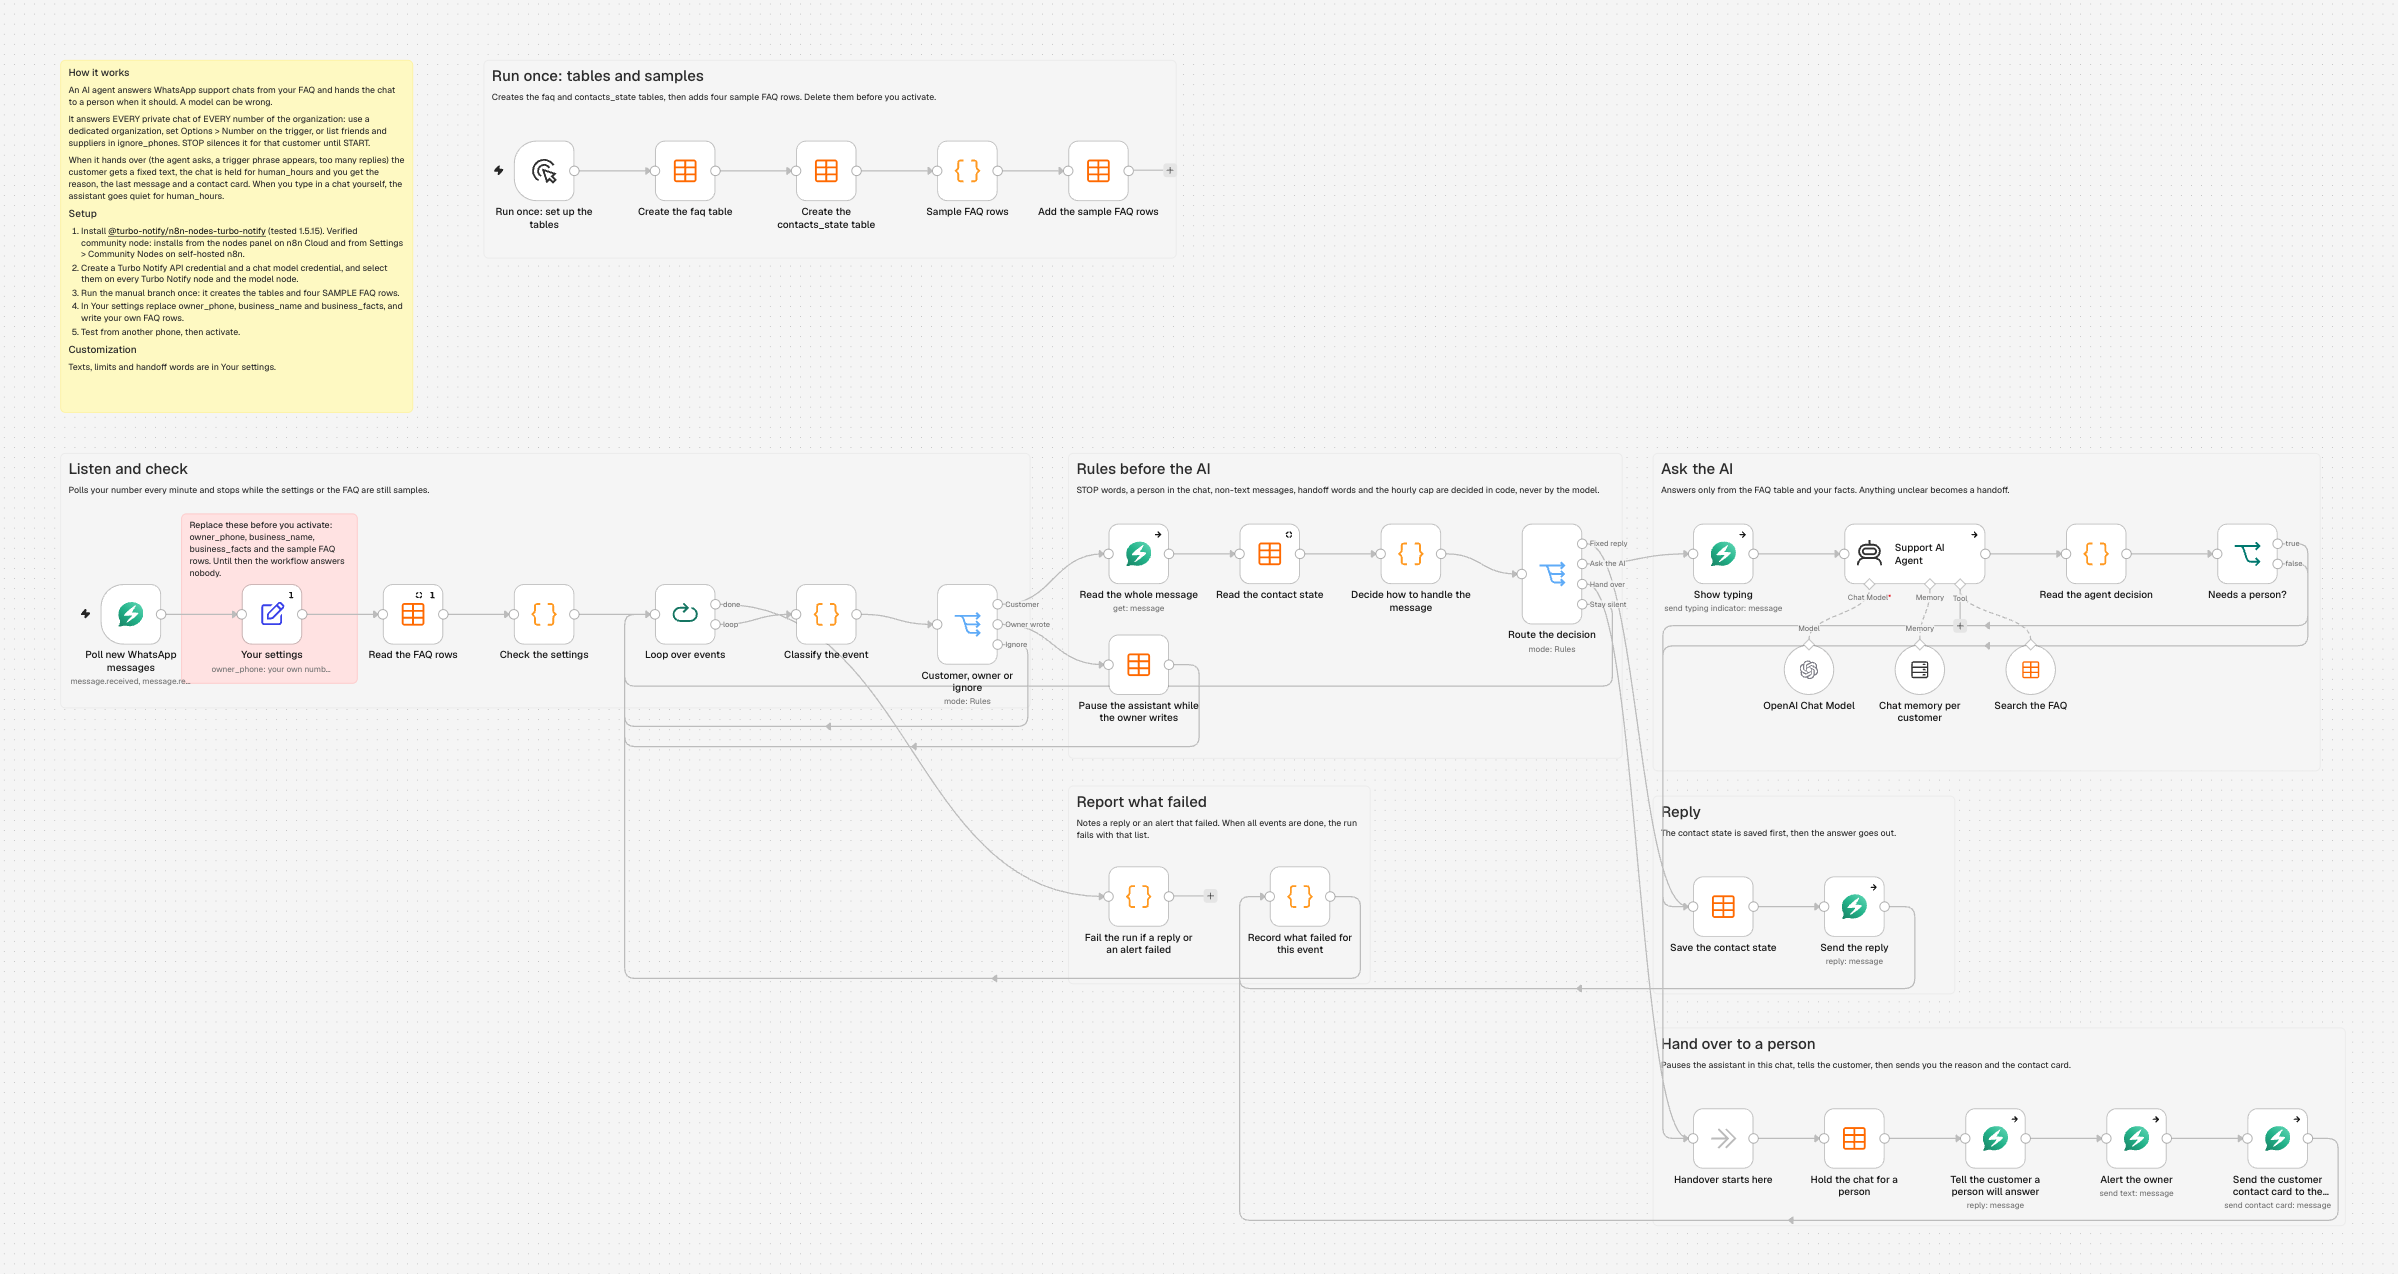 How it works
An AI agent answers WhatsApp support chats from your FAQ and hands the chat
to a person when it should. A model can be wrong.
It answers EVERY private chat of EVERY number of the organization: use a
dedicated organization, set Options > Number on the trigger, or list friends and
suppliers in ignore_phones. STOP silences it for that customer until START.
When it hands over (the agent asks, a trigger phrase appears, too many replies) the
customer gets a fixed text, the chat is held for human_hours and you get the
reason, the last message and a contact card. When you type in a chat yourself, the
assistant goes quiet for human_hours.
Setup
1. Install @turbo-notify/n8n-nodes-turbo-notify (tested 1.5.15). Verified
community node: installs from the nodes panel on n8n Cloud and from Settings
> Community Nodes on self-hosted n8n.
2. Create a Turbo Notify API credential and a chat model credential, and select
them on every Turbo Notify node and the model node.
3. Run the manual branch once: it creates the tables and four SAMPLE FAQ rows.
4. In Your settings replace owner_phone, business_name and business_facts, and
write your own FAQ rows.
5. Test from another phone, then activate.
Customization
Texts, limits and handoff words are in Your settings.
Run once: tables and samples
Creates the faq and contacts_state tables, then adds four sample FAQ rows. Delete them before you activate.
Run once: set up the
tables
Create the faq table
Create the
contacts_state table
Sample FAQ rows
Add the sample FAQ rows
Listen and check
Polls your number every minute and stops while the settings or the FAQ are still samples.
Replace these before you activate:
owner_phone, business_name,
business_facts and the sample FAQ
rows. Until then the workflow answers
nobody.
Poll new WhatsApp
messages
message.received, message.re...
1
Your settings
owner_phone: your own numb...
1
Read the FAQ rows
Check the settings
done
loop
Loop over events
Classify the event
Customer
Owner wrote
Ignore
Customer, owner or
ignore
mode: Rules
Rules before the AI
STOP words, a person in the chat, non-text messages, handoff words and the hourly cap are decided in code, never by the model.
Read the whole message
get: message
Read the contact state
Decide how to handle the
message
Fixed reply
Ask the AI
Hand over
Stay silent
Route the decision
mode: Rules
Pause the assistant while
the owner writes
Ask the AI
Answers only from the FAQ table and your facts. Anything unclear becomes a handoff.
Show typing
send typing indicator: message
Support AI
Agent
Chat Model*
Memory
Tool
Read the agent decision
true
false
Needs a person?
Model
Memory
OpenAI Chat Model
Chat memory per
customer
Search the FAQ
Report what failed
Notes a reply or an alert that failed. When all events are done, the run
fails with that list.
Fail the run if a reply or
an alert failed
Record what failed for
this event
Reply
The contact state is saved first, then the answer goes out.
Save the contact state
Send the reply
reply: message
Hand over to a person
Pauses the assistant in this chat, tells the customer, then sends you the reason and the contact card.
Handover starts here
Hold the chat for a
person
Tell the customer a
person will answer
reply: message
Alert the owner
send text: message
Send the customer
contact card to the...
send contact card: message